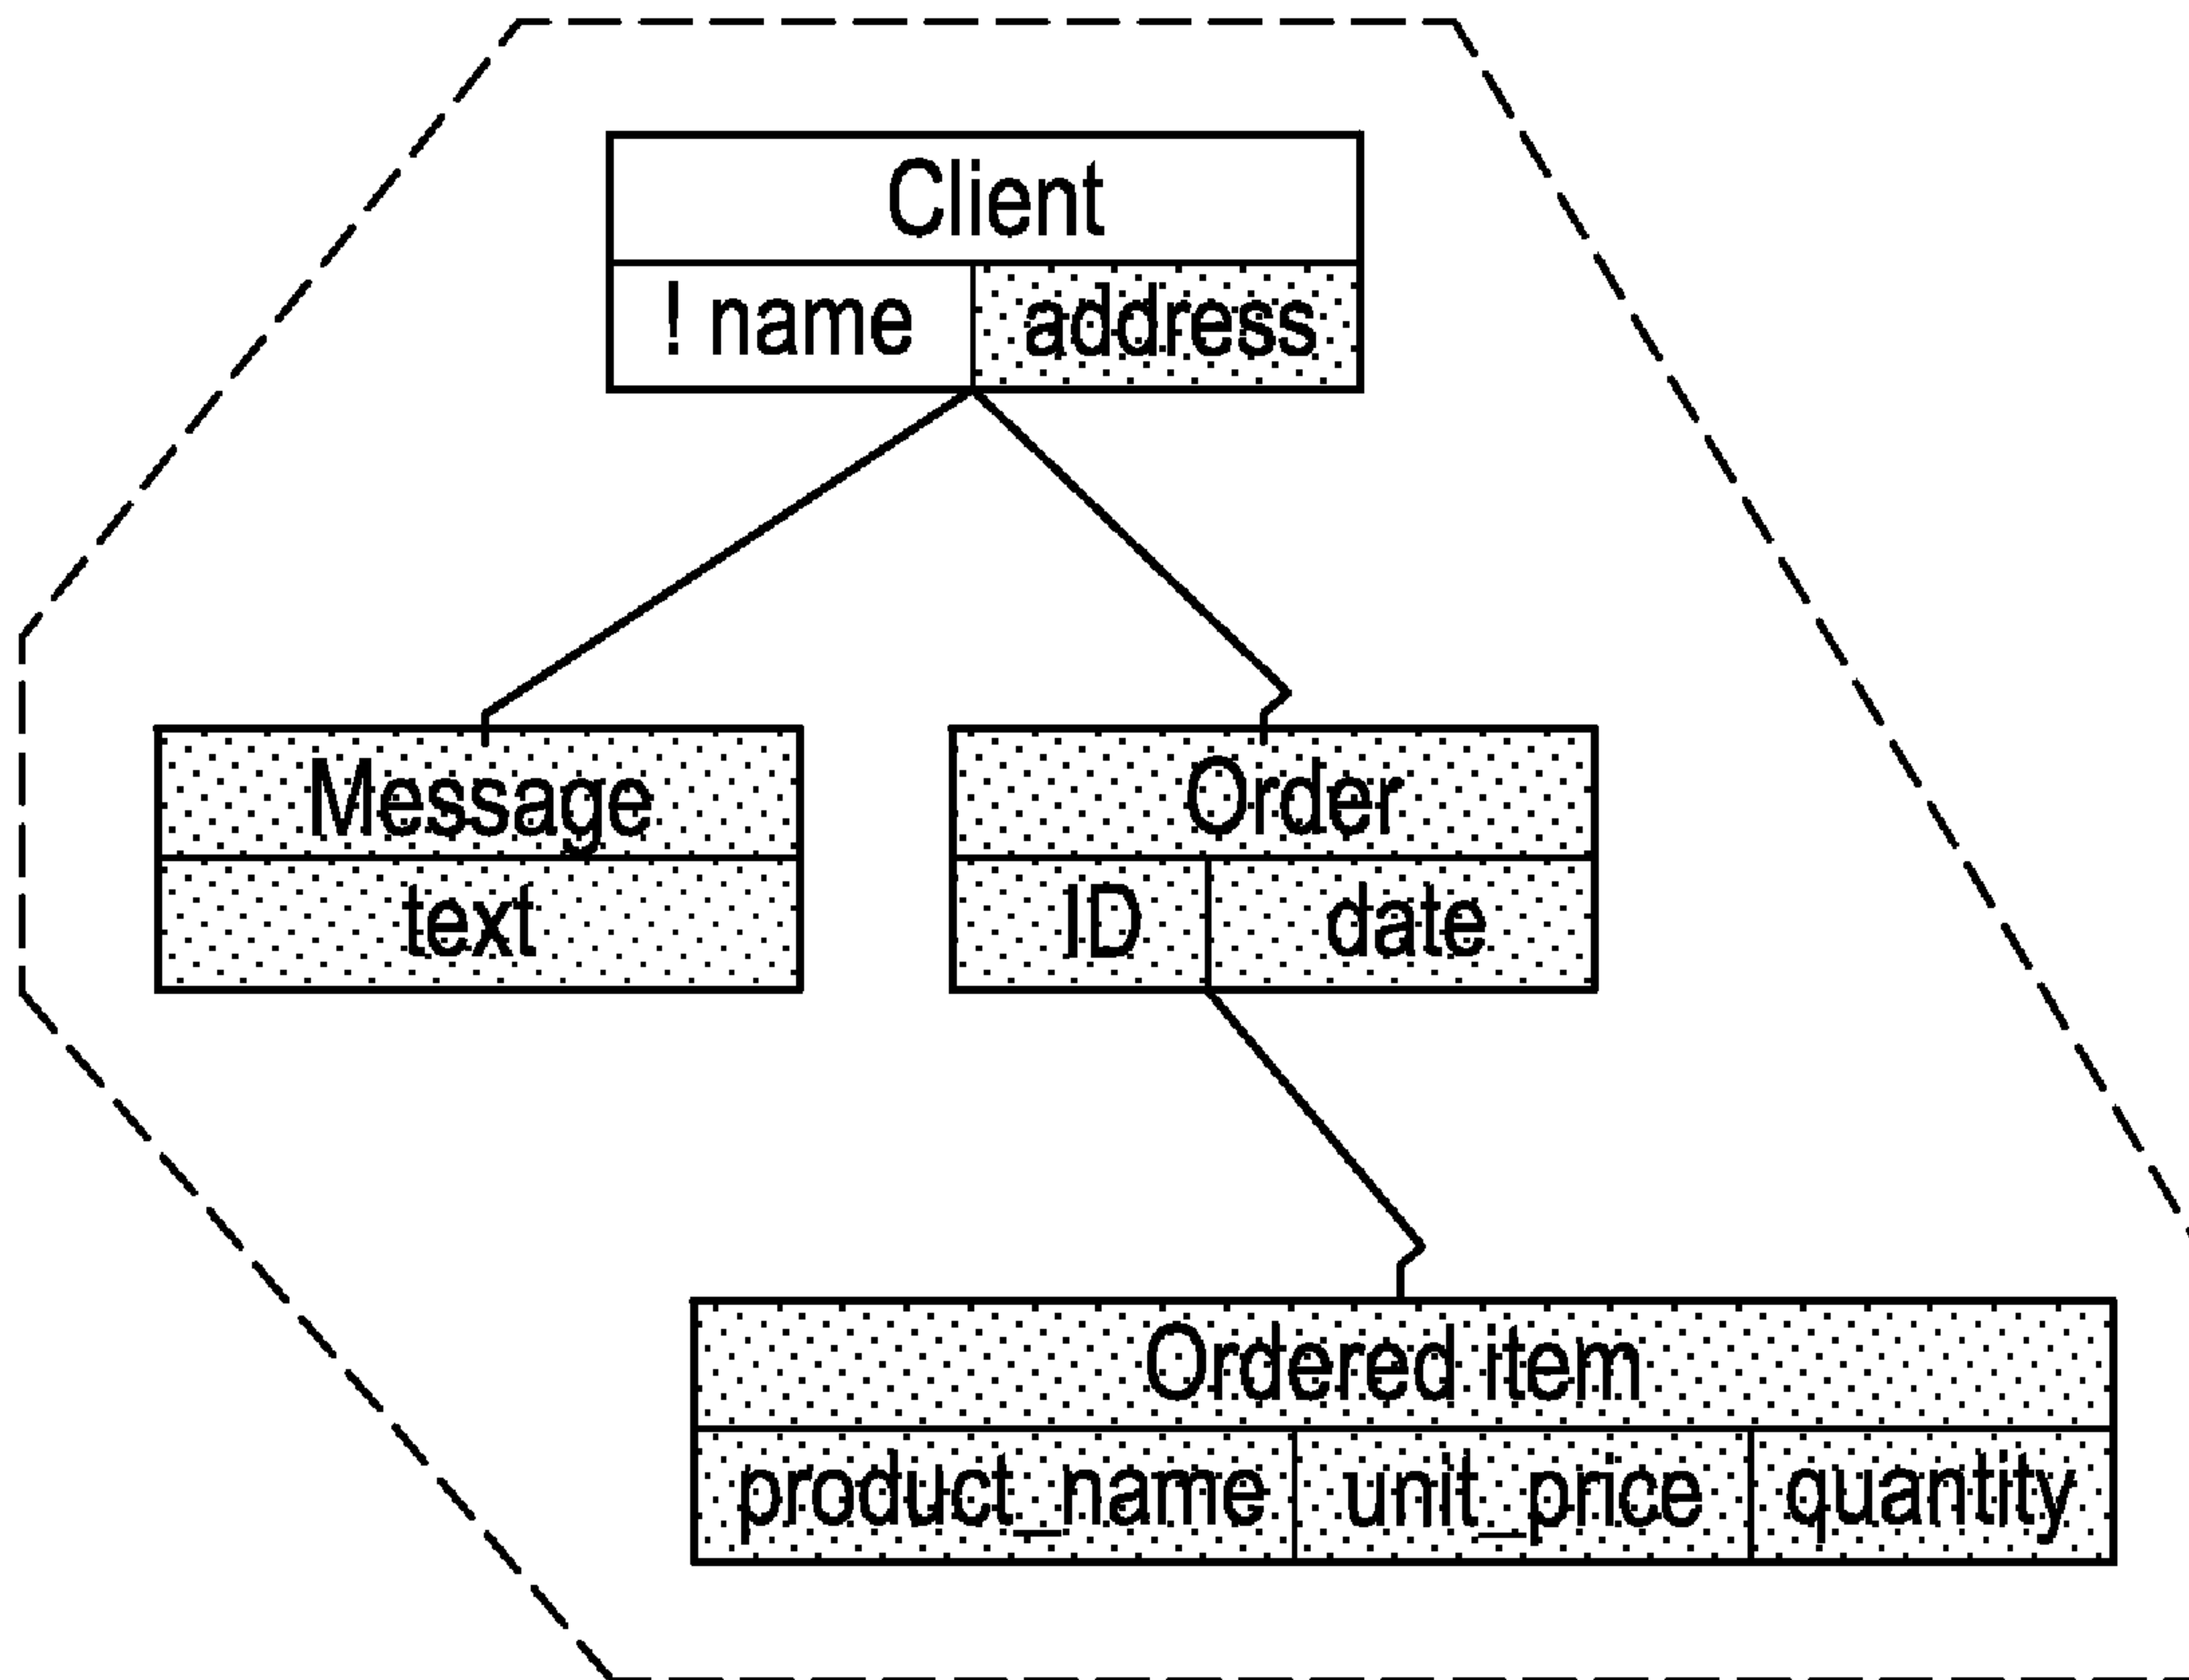 Client
! name address
Message Order
text ID date
Ordered item
product_name unit_price quantity